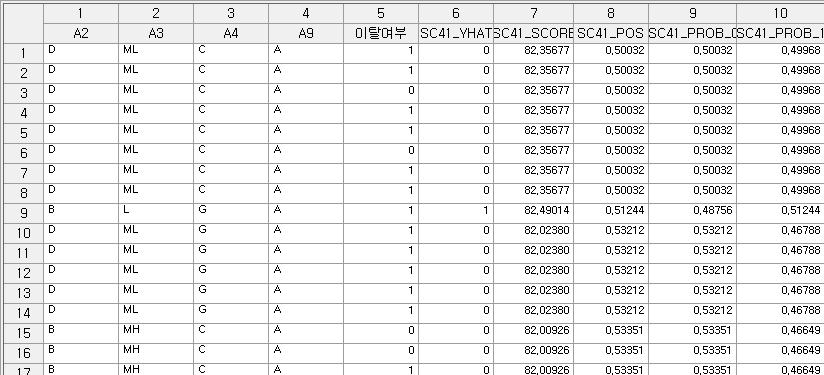 1 2 3 4 5 6 7 8 9 10
A2 A3 A4 A9 이탈여부 SC41_YHAT SC41_SCORE SC41_POS SC41_PROB_0 SC41_PROB_1
1 D ML C A 1 0 82,35677 0,50032 0,50032 0,49968
2 D ML C A 1 0 82,35677 0,50032 0,50032 0,49968
3 D ML C A 0 0 82,35677 0,50032 0,50032 0,49968
4 D ML C A 1 0 82,35677 0,50032 0,50032 0,49968
5 D ML C A 1 0 82,35677 0,50032 0,50032 0,49968
6 D ML C A 0 0 82,35677 0,50032 0,50032 0,49968
7 D ML C A 1 0 82,35677 0,50032 0,50032 0,49968
8 D ML C A 1 0 82,35677 0,50032 0,50032 0,49968
9 B L G A 1 1 82,49014 0,51244 0,48756 0,51244
10 D ML G A 1 0 82,02380 0,53212 0,53212 0,46788
11 D ML G A 1 0 82,02380 0,53212 0,53212 0,46788
12 D ML G A 1 0 82,02380 0,53212 0,53212 0,46788
13 D ML G A 1 0 82,02380 0,53212 0,53212 0,46788
14 D ML G A 1 0 82,02380 0,53212 0,53212 0,46788
15 B MH C A 0 0 82,00926 0,53351 0,53351 0,46649
16 B MH C A 0 0 82,00926 0,53351 0,53351 0,46649
17 B MH C A 1 0 82,00926 0,53351 0,53351 0,46649